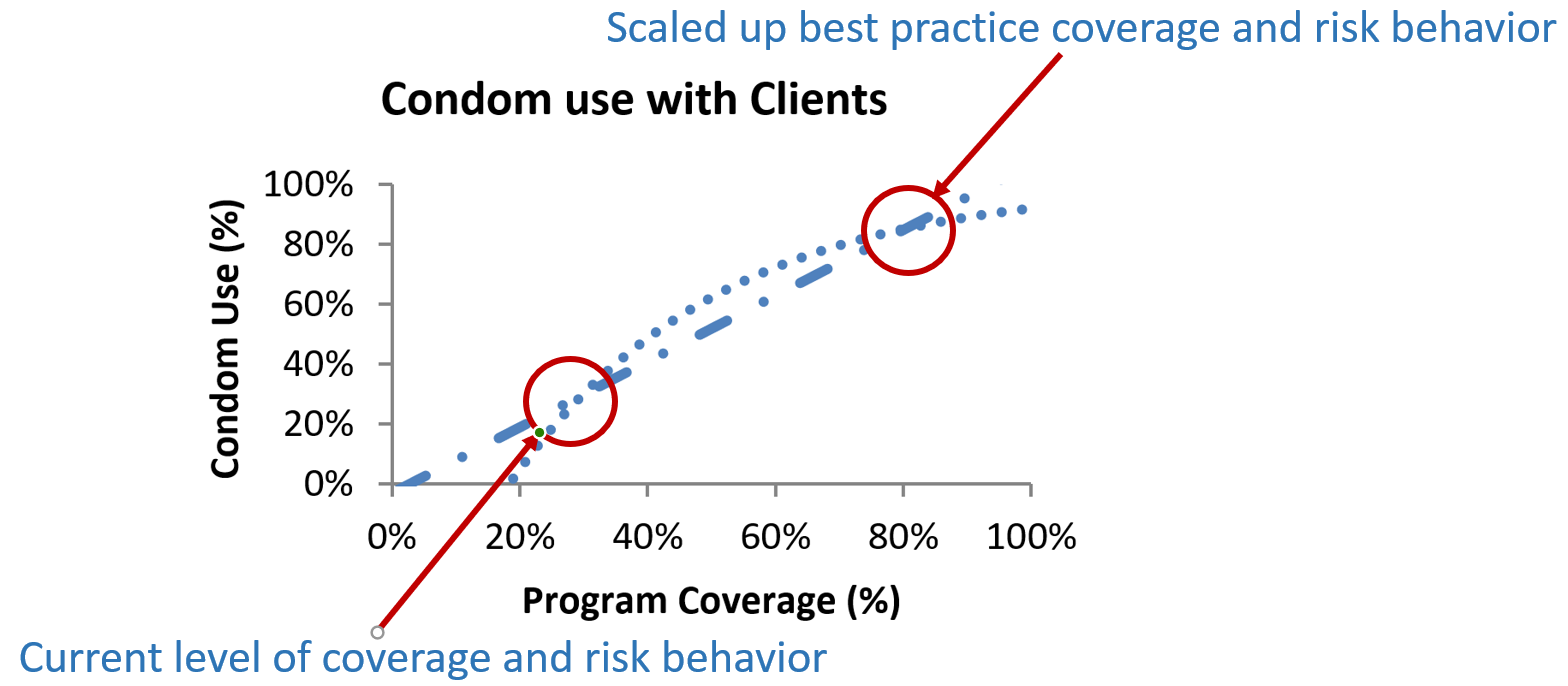 Scaled up best practice coverage and risk behavior
Condom use with Clients
Condom Use (%)
100%
80%
60%
40%
20%
0%
0% 20% 40% 60% 80% 100%
Program Coverage (%)
Current level of coverage and risk behavior